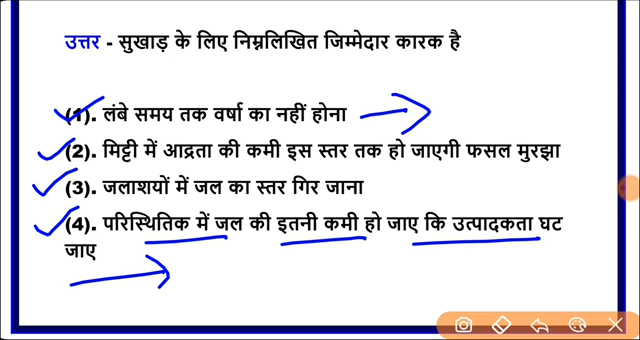 उत्तर - सुखाड़ के लिए निम्नलिखित जिम्मेदार कारक है
(1). लंबे समय तक वर्षा का नहीं होना
(2). मिट्टी में आद्रता की कमी इस स्तर तक हो जाएगी फसल मुरझा
(3). जलाशयों में जल का स्तर गिर जाना
(4). परिस्थितिक में जल की इतनी कमी हो जाए कि उत्पादकता घट
जाए